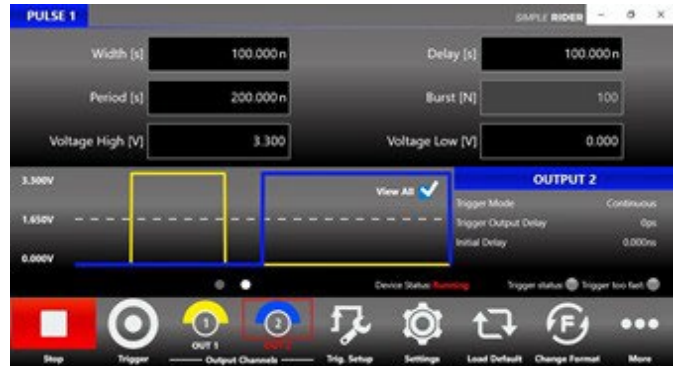 PULSE 1
SIMPLE RIDER
Width [s] 100.000 n Delay [s] 100.000 n
Period [s] 200.000 n Burst [N] 100
Voltage High [V] 3.300 Voltage Low [V] 0.000
3.300V
View All
OUTPUT 2
Trigger Mode Continuous
1.650V
Trigger Output Delay 0ps
Initial Delay 0.000ns
0.000V
Device Status: Running Trigger status Trigger too fast
1
2
F
OUT 1 OUT 2
Stop Trigger Output Channels Trig. Setup Settings Load Default Change Format More